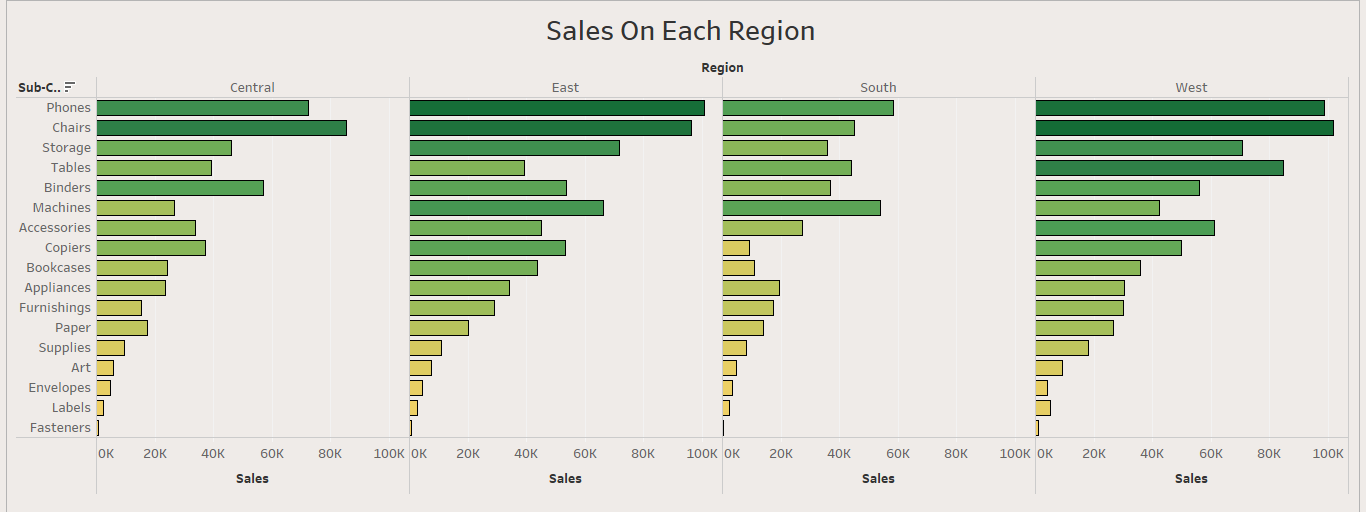 Sales On Each Region
Region
Sub-C.. Central East South West
Phones
Chairs
Storage
Tables
Binders
Machines
Accessories
Copiers
Bookcases
Appliances
Furnishings
Paper
Supplies
Art
Envelopes
Labels
Fasteners
0K 20K 40K 60K 80K 100K 0K 20K 40K 60K 80K 100K 0K 20K 40K 60K 80K 100K 0K 20K 40K 60K 80K 100K
Sales Sales Sales Sales